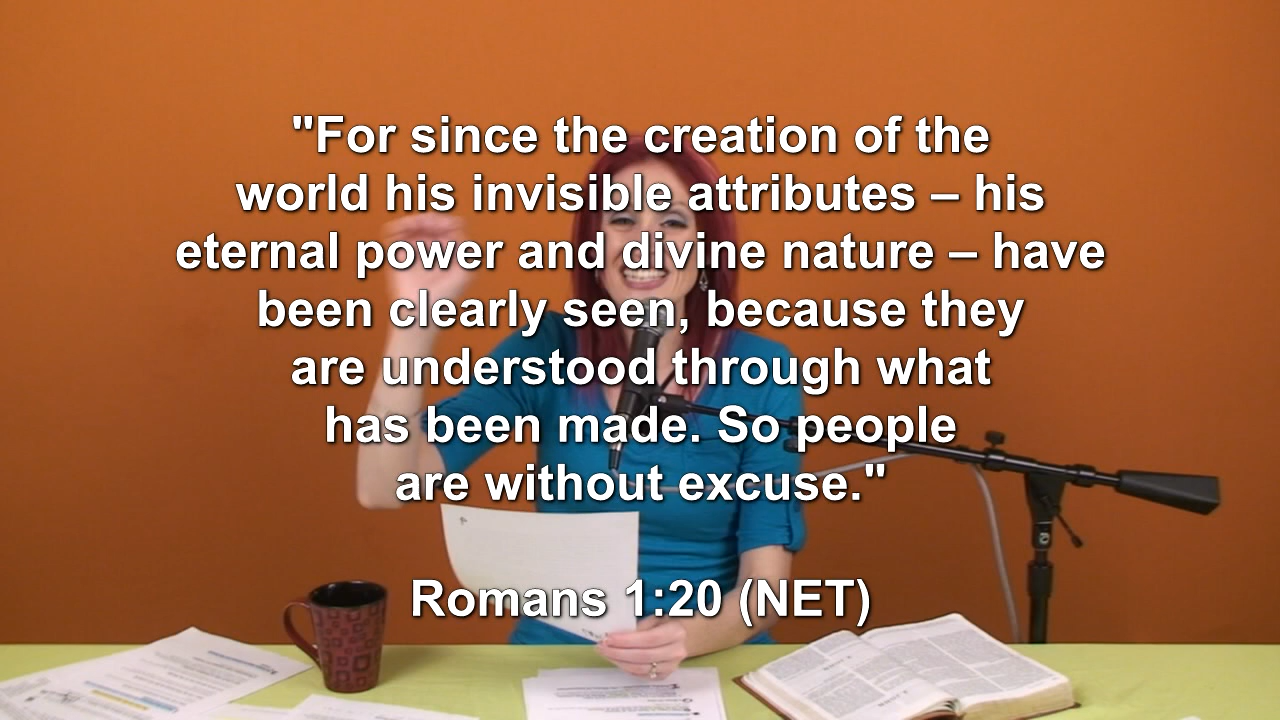 "For since the creation of the
world his invisible attributes – his
eternal power and divine nature – have
been clearly seen, because they
are understood through what
has been made. So people
are without excuse."
Romans 1:20 (NET)